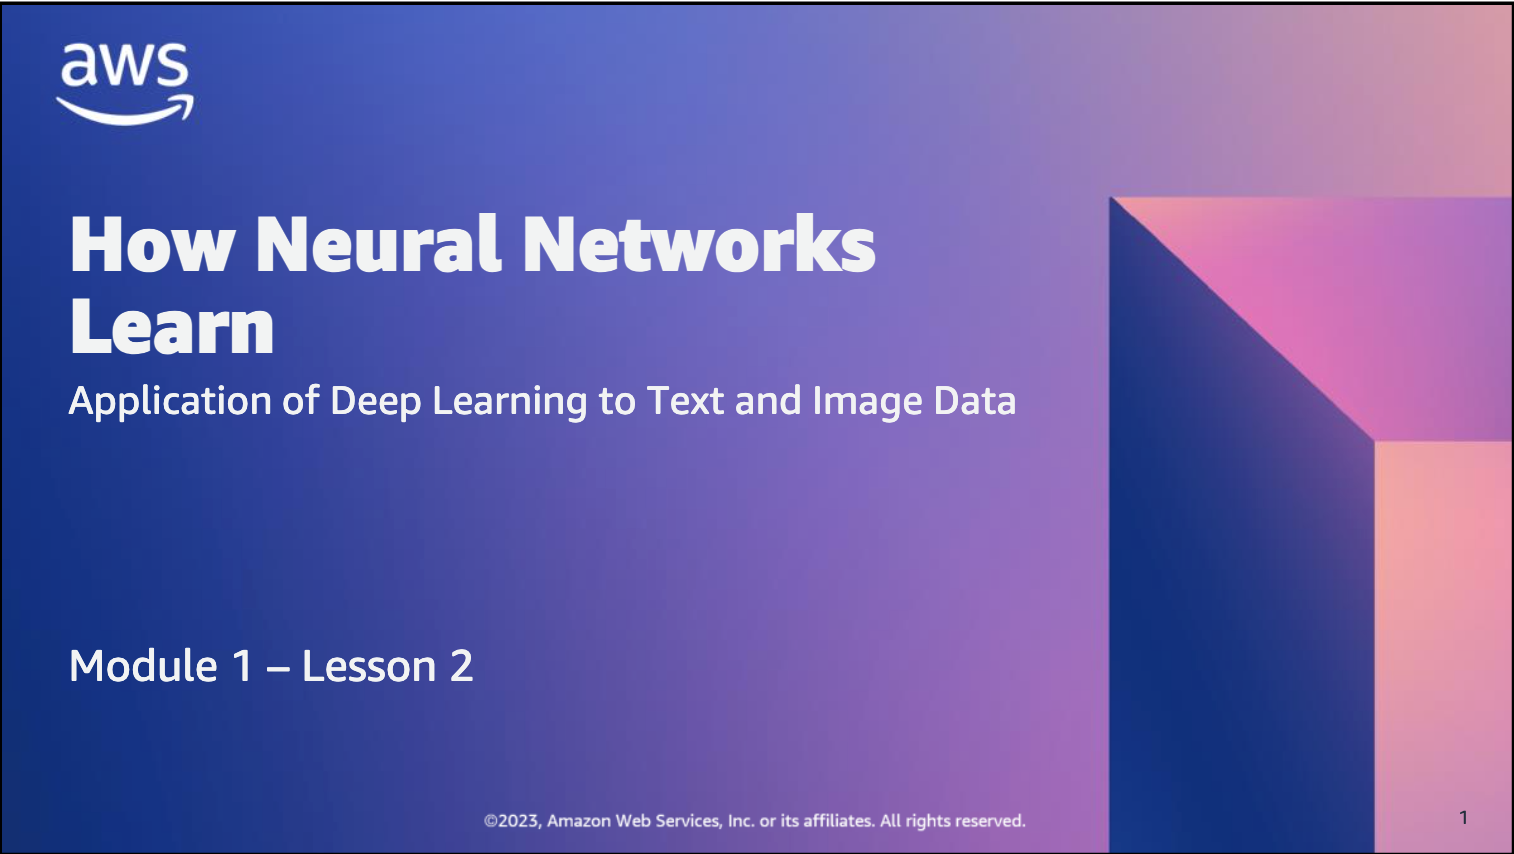 aws
How Neural Networks
Learn
Application of Deep Learning to Text and Image Data
Module 1 – Lesson 2
©2023, Amazon Web Services, Inc. or its affiliates. All rights reserved.
1